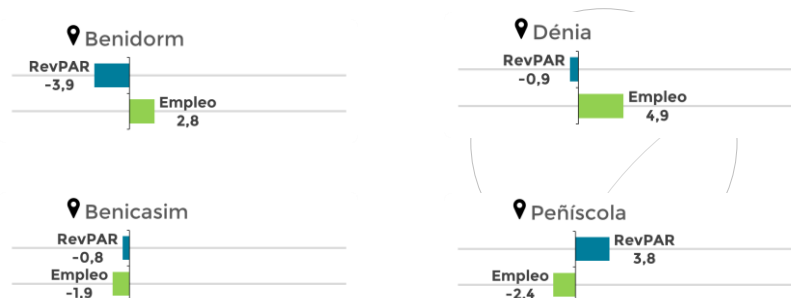 Benidorm
RevPAR
-3,9
Empleo
2,8
Dénia
RevPAR
-0,9
Empleo
4,9
Benicasim
RevPAR
-0,8
Empleo
-1,9
Peñíscola
RevPAR
3,8
Empleo
-2,4